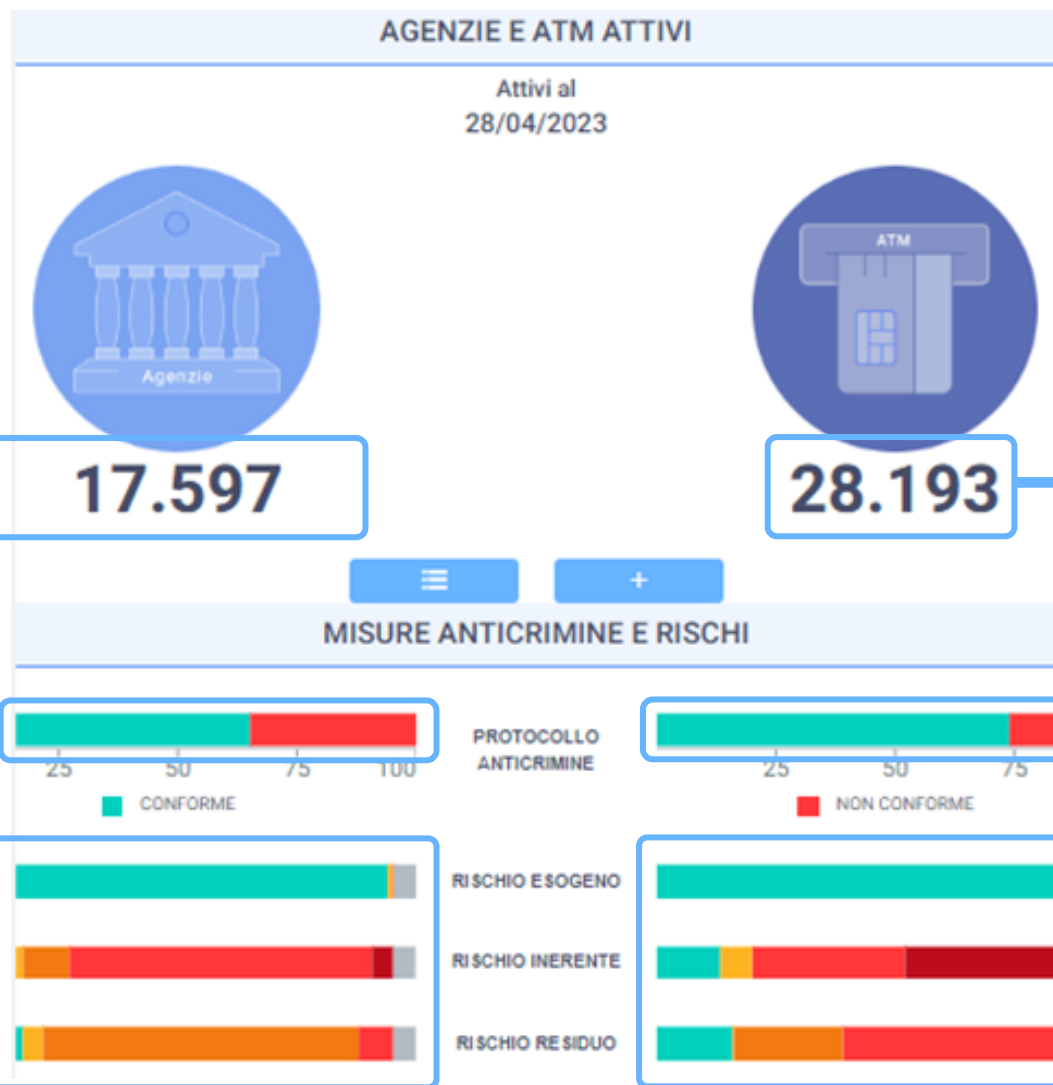 AGENZIE E ATM ATTIVI
Attivi al
28/04/2023
Agenzie
ATM
17.597
28.193
+
MISURE ANTICRIMINE E RISCHI
PROTOCOLLO
ANTICRIMINE
25 50 75 100
25 50 75
CONFORME
NON CONFORME
RISCHIO ESOGENO
RISCHIO INERENTE
RISCHIO RESIDUO